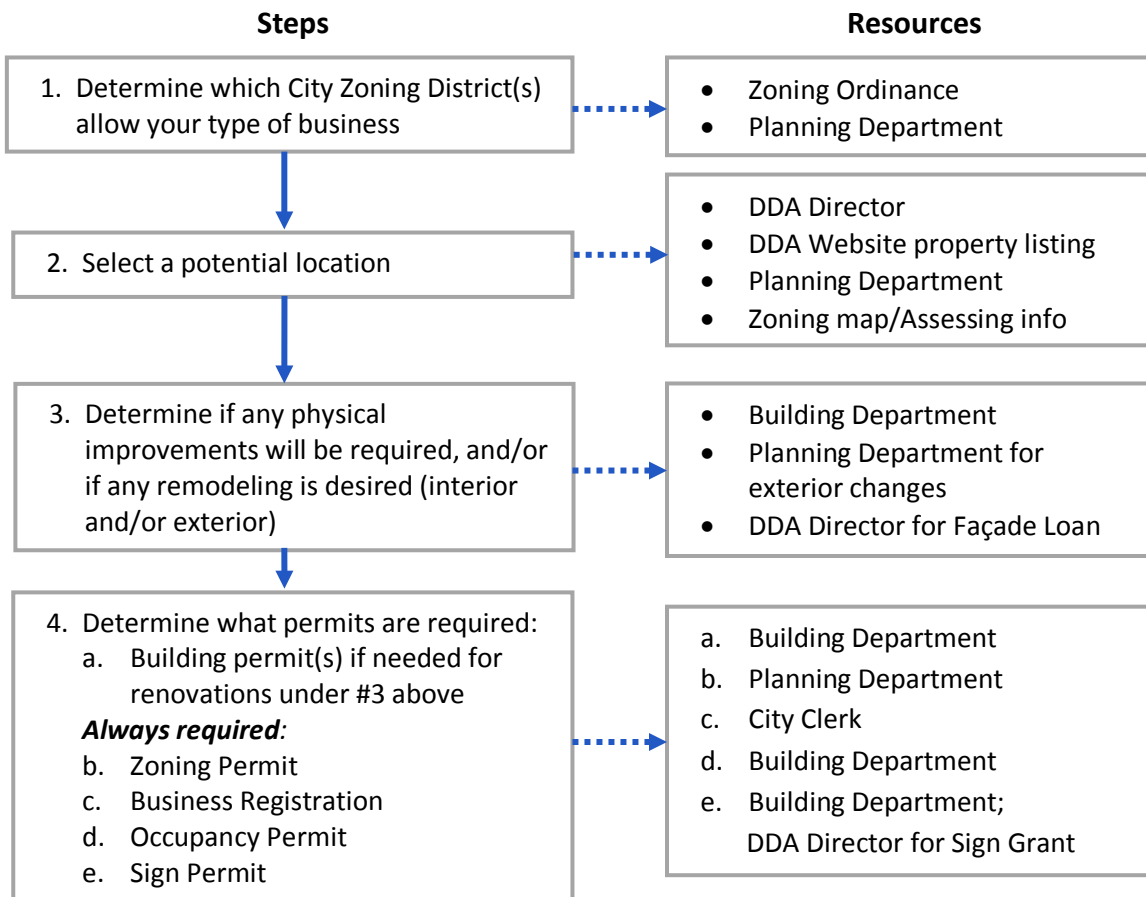 Steps
Resources
1. Determine which City Zoning District(s)
allow your type of business
• Zoning Ordinance
• Planning Department
2. Select a potential location
• DDA Director
• DDA Website property listing
• Planning Department
• Zoning map/Assessing info
3. Determine if any physical
improvements will be required, and/or
if any remodeling is desired (interior
and/or exterior)
• Building Department
• Planning Department for
exterior changes
• DDA Director for Façade Loan
4. Determine what permits are required:
a. Building permit(s) if needed for
renovations under #3 above
Always required:
b. Zoning Permit
c. Business Registration
d. Occupancy Permit
e. Sign Permit
a. Building Department
b. Planning Department
c. City Clerk
d. Building Department
e. Building Department;
DDA Director for Sign Grant